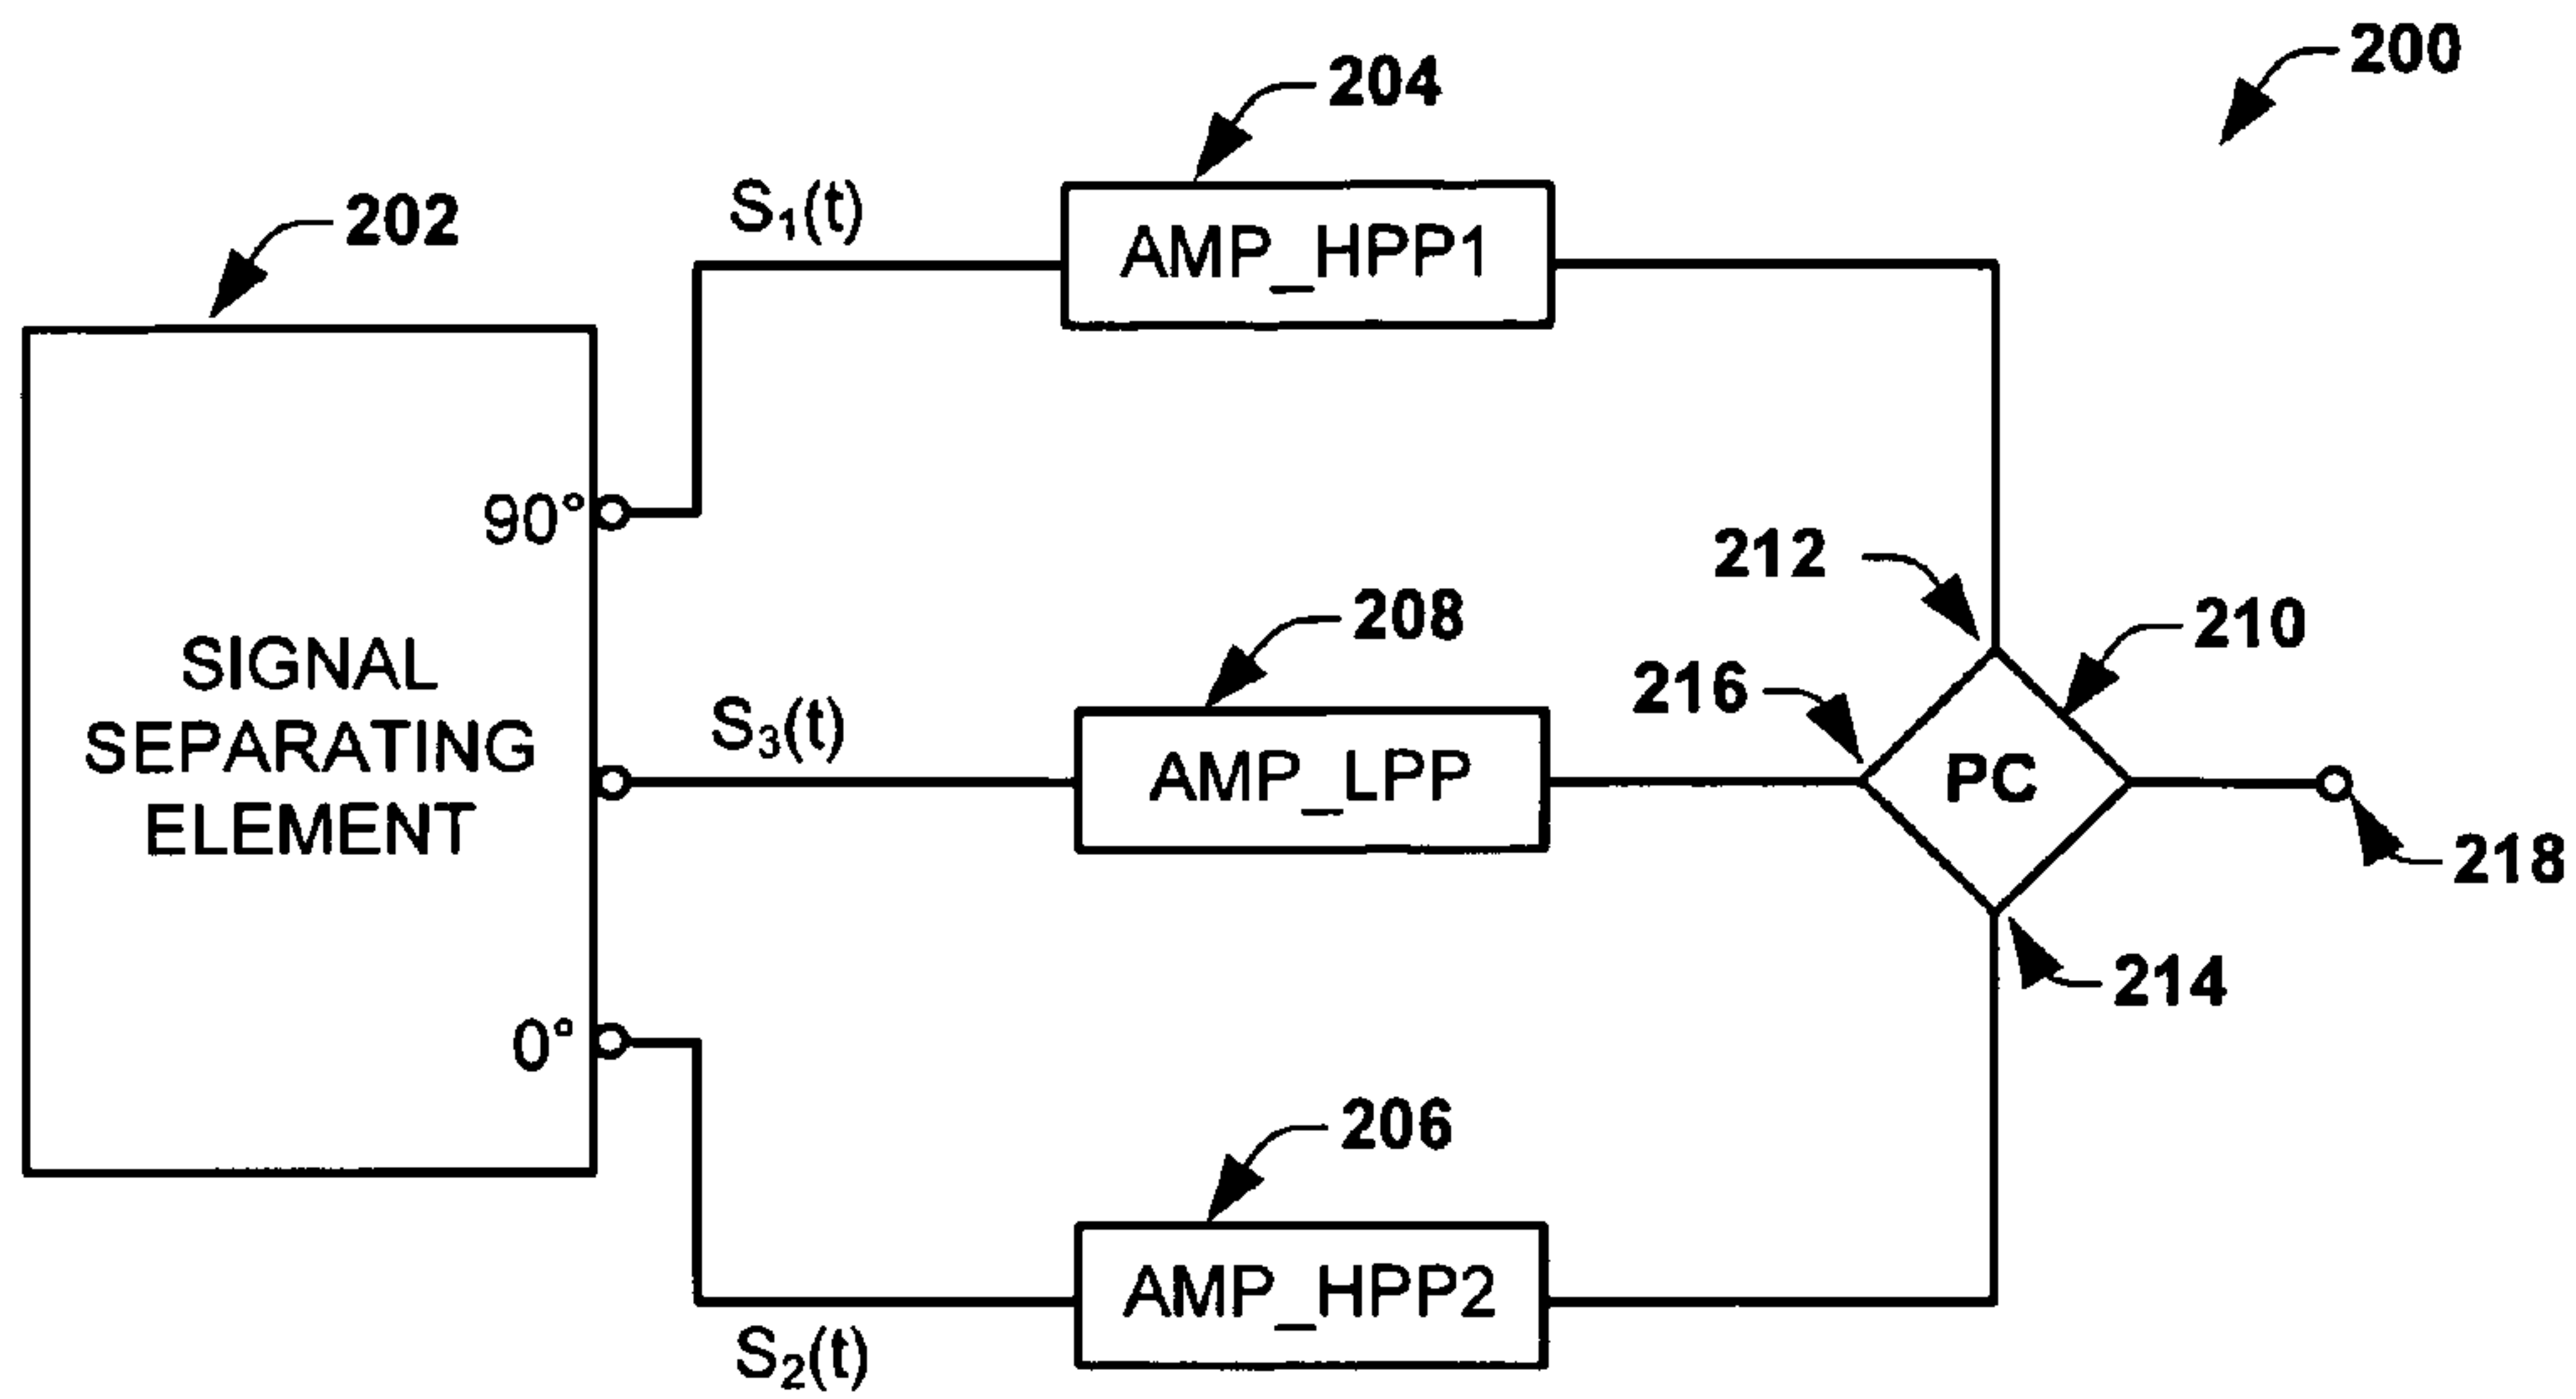 200
204
202
S₁(t)
AMP_HPP1
90°
212
208
210
216
SIGNAL
SEPARATING
ELEMENT
S₃(t)
AMP_LPP
PC
218
214
0°
206
AMP_HPP2
S₂(t)